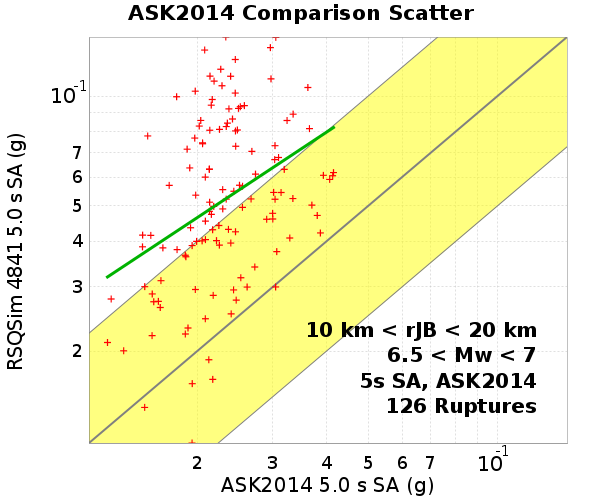 ASK2014 Comparison Scatter
RSQSim 4841 5.0 s SA (g)
10⁻¹
7
6
5
4
3
2
10 km < rJB < 20 km
6.5 < Mw < 7
5s SA, ASK2014
126 Ruptures
2 3 4 5 6 7 10⁻¹
ASK2014 5.0 s SA (g)